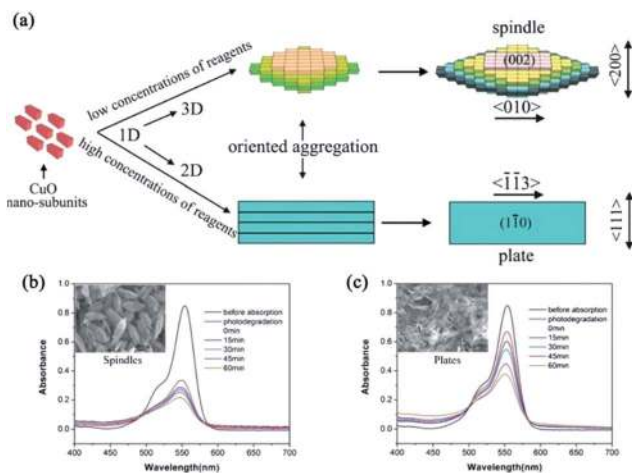 (a)
spindle
(002)
<200>
<010>
low concentrations of reagents
3D
1D
2D
high concentrations of reagents
oriented aggregation
CuO
nano-subunits
<1̄1̄3>
(11̄0)
<111>
plate
(b)
1.0
0.8
0.6
0.4
0.2
0.0
Absorbance
Spindles
before absorption
photodegradation
0min
15min
30min
45min
60min
400 450 500 550 600 650 700
Wavelength(nm)
(c)
1.0
0.8
0.6
0.4
0.2
0.0
Absorbance
Plates
before absorption
photodegradation
0min
15min
30min
45min
60min
400 450 500 550 600 650 700
Wavelength(nm)